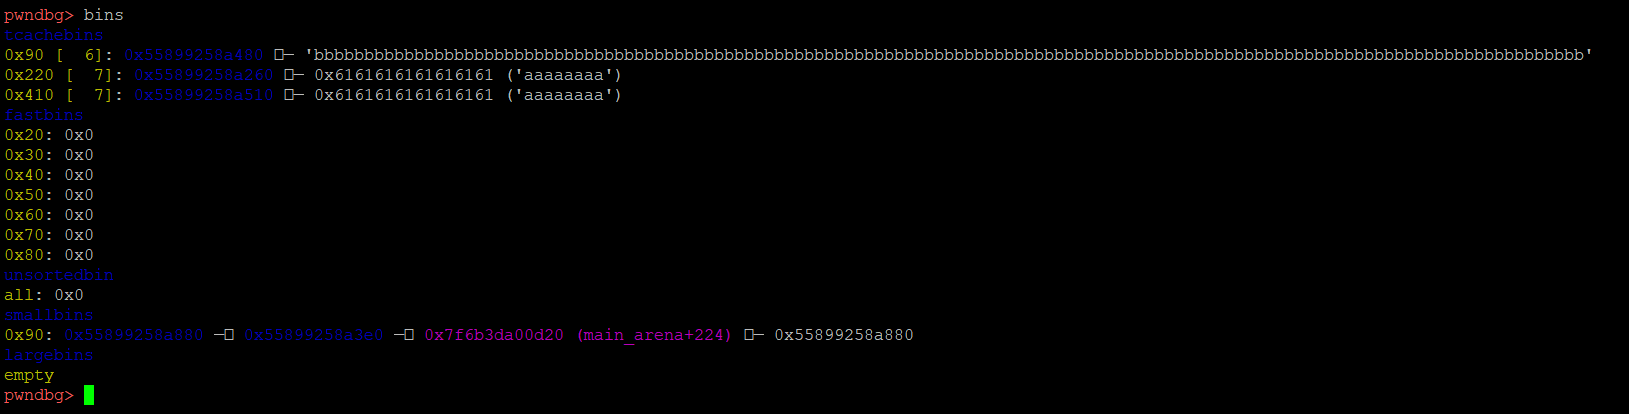 pwndbg> bins
tcachebins
0x90 [  6]: 0x55899258a480 □— 'bbbbbbbbbbbbbbbbbbbbbbbbbbbbbbbbbbbbbbbbbbbbbbbbbbbbbbbbbbbbbbbbbbbbbbbbbbbbbbbbbbbbbbbbbbbbbbbbbbbbbbbbbbbbbbbbbbbbbbbbbbbbbbb'
0x220 [  7]: 0x55899258a260 □— 0x6161616161616161 ('aaaaaaaa')
0x410 [  7]: 0x55899258a510 □— 0x6161616161616161 ('aaaaaaaa')
fastbins
0x20: 0x0
0x30: 0x0
0x40: 0x0
0x50: 0x0
0x60: 0x0
0x70: 0x0
0x80: 0x0
unsortedbin
all: 0x0
smallbins
0x90: 0x55899258a880 —□ 0x55899258a3e0 —□ 0x7f6b3da00d20 (main_arena+224) □— 0x55899258a880
largebins
empty
pwndbg>